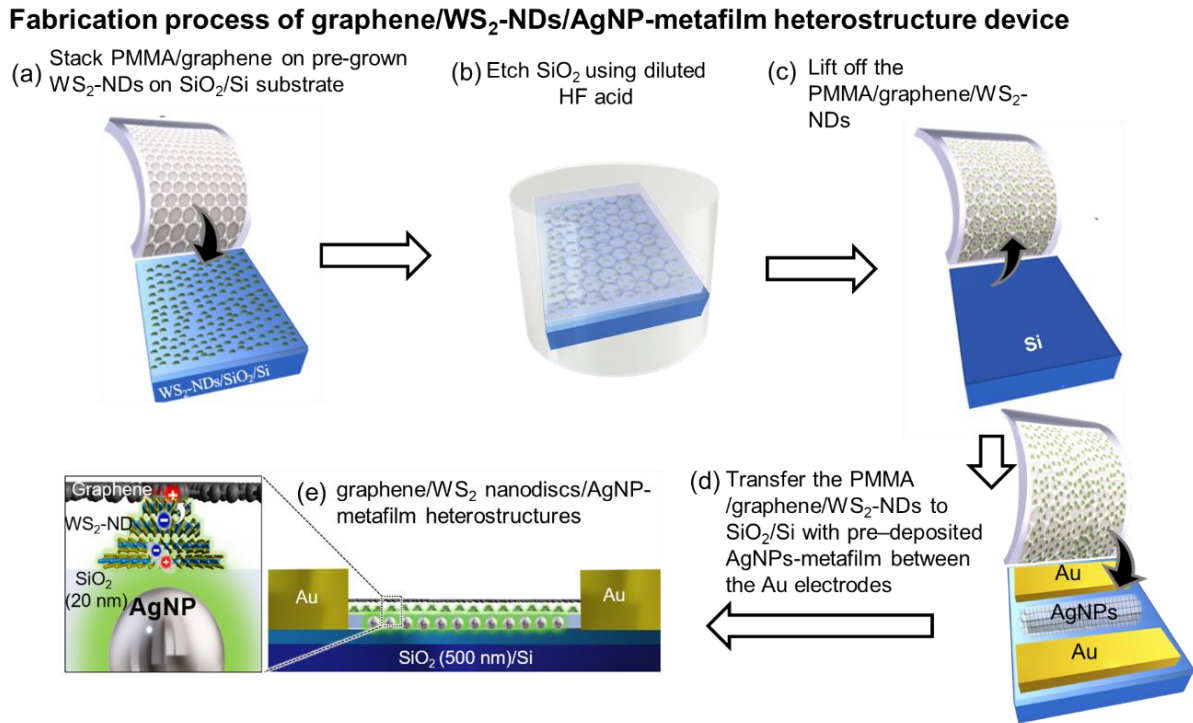 Fabrication process of graphene/WS₂-NDs/AgNP-metafilm heterostructure device
(a) Stack PMMA/graphene on pre-grown
WS₂-NDs on SiO₂/Si substrate
WS₂-NDs/SiO₂/Si
(b) Etch SiO₂ using diluted
HF acid
(c) Lift off the
PMMA/graphene/WS₂-
NDs
Si
(d) Transfer the PMMA
/graphene/WS₂-NDs to
SiO₂/Si with pre–deposited
AgNPs-metafilm between
the Au electrodes
Au
AgNPs
Au
(e) graphene/WS₂ nanodiscs/AgNP-
metafilm heterostructures
Au
Au
SiO₂ (500 nm)/Si
Graphene
+
WS₂-ND
-
-
+
SiO₂
(20 nm)
AgNP